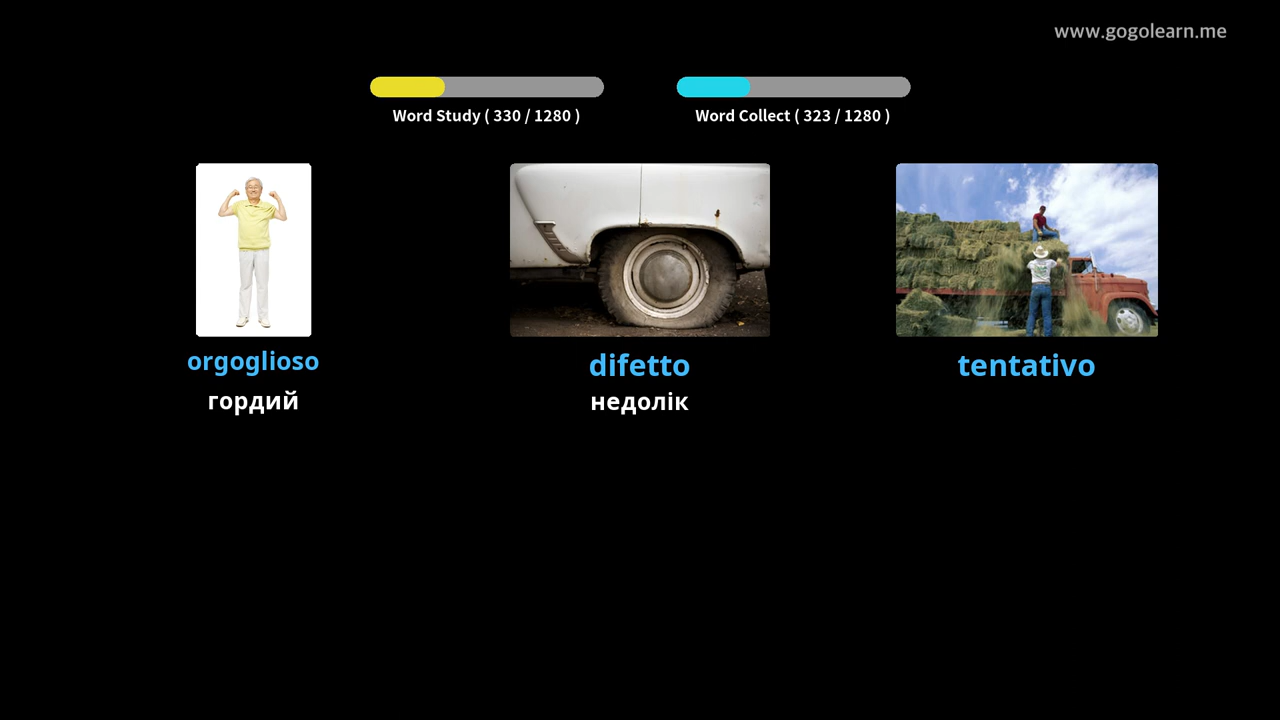 www.gogolearn.me
Word Study ( 330 / 1280 )
Word Collect ( 323 / 1280 )
orgoglioso
difetto
tentativo
гордий
недолік